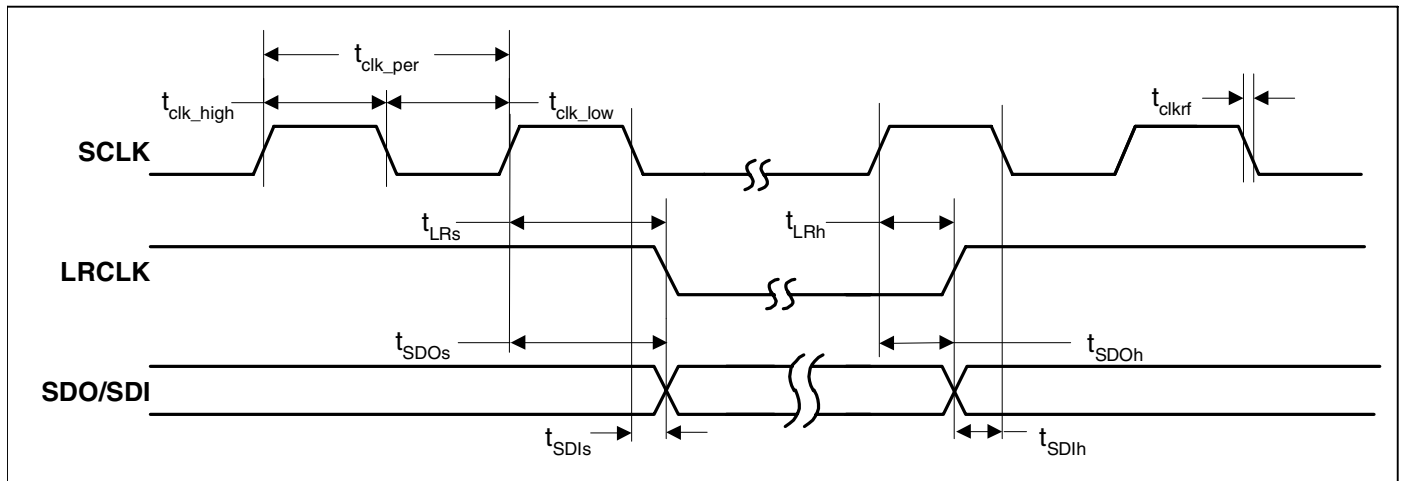 t_clk_per
t_clk_high
t_clk_low
t_clkrf
SCLK
t_LRs
t_LRh
LRCLK
t_SDOs
t_SDOh
SDO/SDI
t_SDIs
t_SDIh